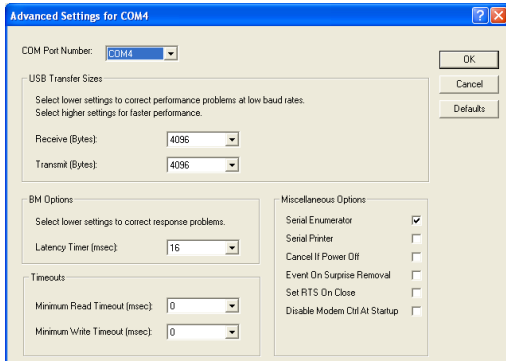 Advanced Settings for COM4
COM Port Number: COM4
OK
Cancel
Defaults
USB Transfer Sizes
Select lower settings to correct performance problems at low baud rates.
Select higher settings for faster performance.
Receive (Bytes): 4096
Transmit (Bytes): 4096
BM Options
Select lower settings to correct response problems.
Latency Timer (msec): 16
Timeouts
Minimum Read Timeout (msec): 0
Minimum Write Timeout (msec): 0
Miscellaneous Options
Serial Enumerator
Serial Printer
Cancel If Power Off
Event On Surprise Removal
Set RTS On Close
Disable Modem Ctrl At Startup